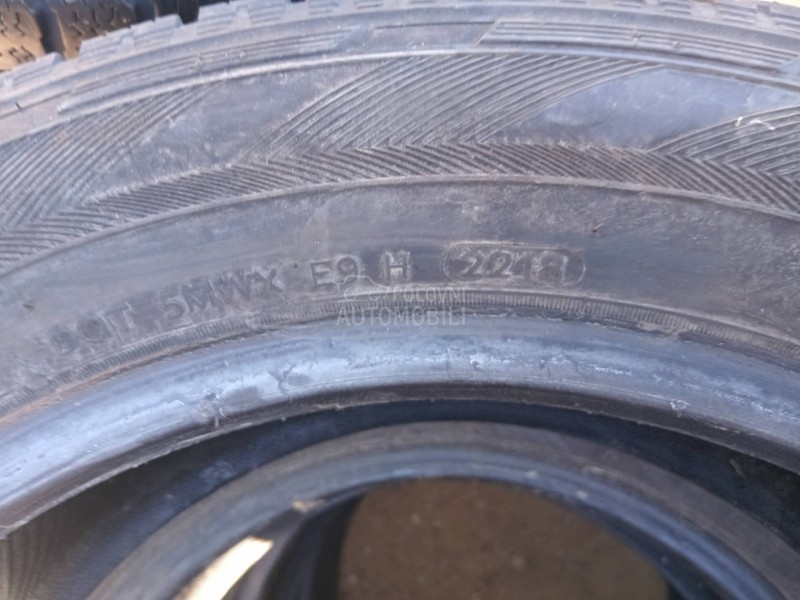 DOT 5MWX E9 H 2218
POLOVNI
AUTOMOBILI